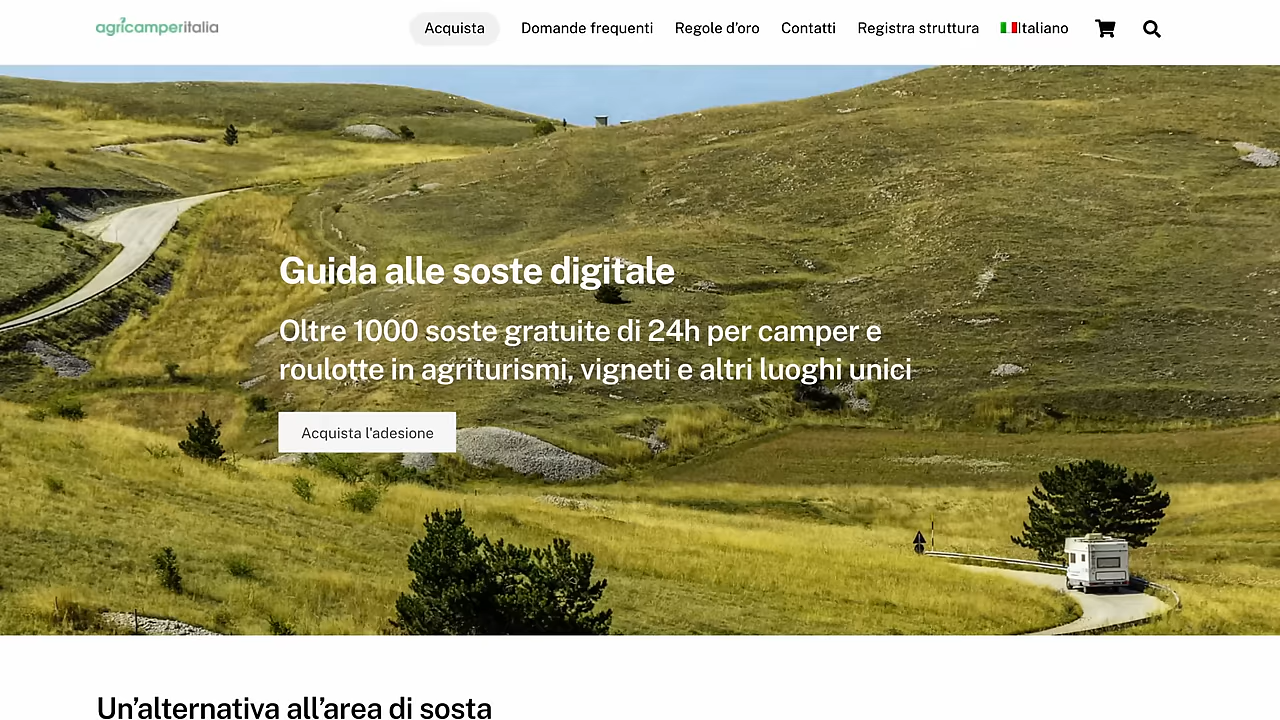 agricamperitalia
Acquista
Domande frequenti
Regole d’oro
Contatti
Registra struttura
Italiano
Guida alle soste digitale
Oltre 1000 soste gratuite di 24h per camper e
roulotte in agriturismi, vigneti e altri luoghi unici
Acquista l'adesione
Un’alternativa all’area di sosta